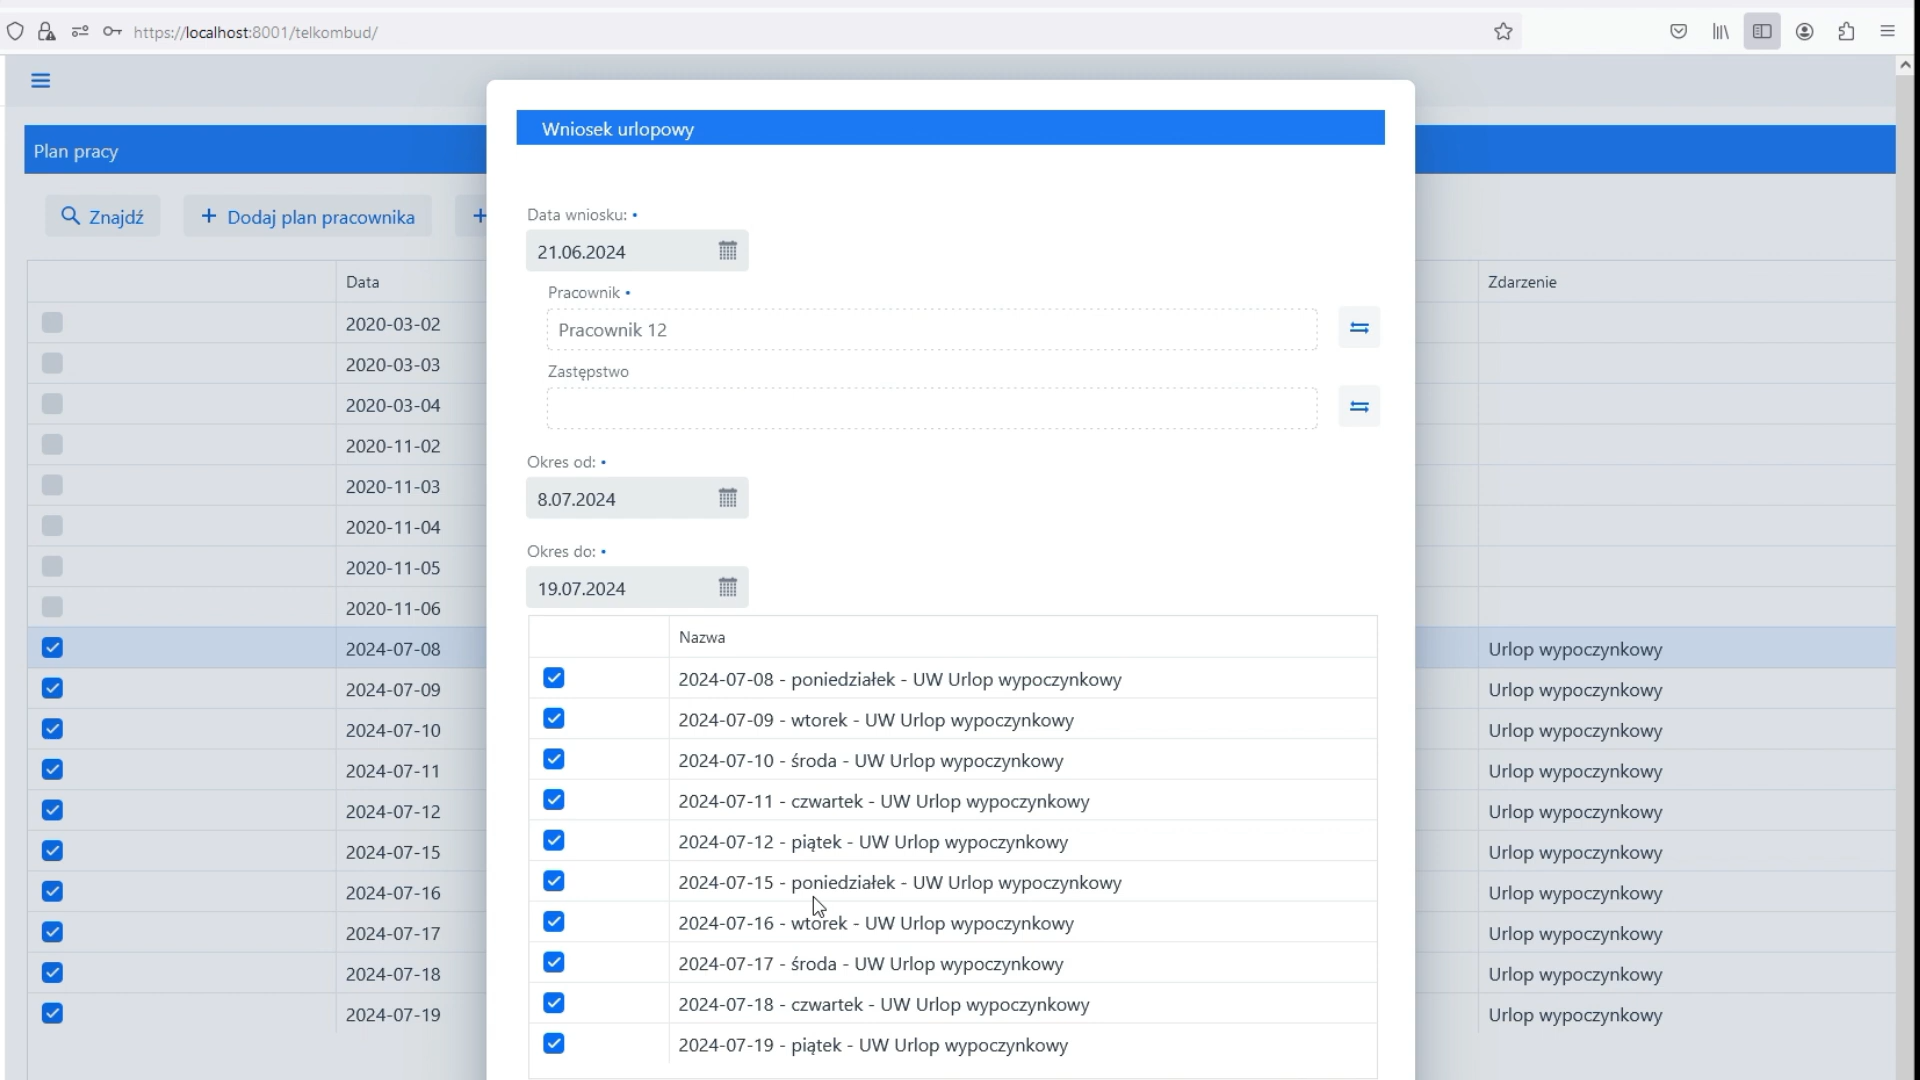 https://localhost:8001/telkombud/
Plan pracy
Znajdź
+ Dodaj plan pracownika
+
Data
Zdarzenie
2020-03-02
2020-03-03
2020-03-04
2020-11-02
2020-11-03
2020-11-04
2020-11-05
2020-11-06
2024-07-08
Urlop wypoczynkowy
2024-07-09
Urlop wypoczynkowy
2024-07-10
Urlop wypoczynkowy
2024-07-11
Urlop wypoczynkowy
2024-07-12
Urlop wypoczynkowy
2024-07-15
Urlop wypoczynkowy
2024-07-16
Urlop wypoczynkowy
2024-07-17
Urlop wypoczynkowy
2024-07-18
Urlop wypoczynkowy
2024-07-19
Urlop wypoczynkowy
Wniosek urlopowy
Data wniosku: •
21.06.2024
Pracownik •
Pracownik 12
Zastępstwo
Okres od: •
8.07.2024
Okres do: •
19.07.2024
Nazwa
2024-07-08 - poniedziałek - UW Urlop wypoczynkowy
2024-07-09 - wtorek - UW Urlop wypoczynkowy
2024-07-10 - środa - UW Urlop wypoczynkowy
2024-07-11 - czwartek - UW Urlop wypoczynkowy
2024-07-12 - piątek - UW Urlop wypoczynkowy
2024-07-15 - poniedziałek - UW Urlop wypoczynkowy
2024-07-16 - wtorek - UW Urlop wypoczynkowy
2024-07-17 - środa - UW Urlop wypoczynkowy
2024-07-18 - czwartek - UW Urlop wypoczynkowy
2024-07-19 - piątek - UW Urlop wypoczynkowy